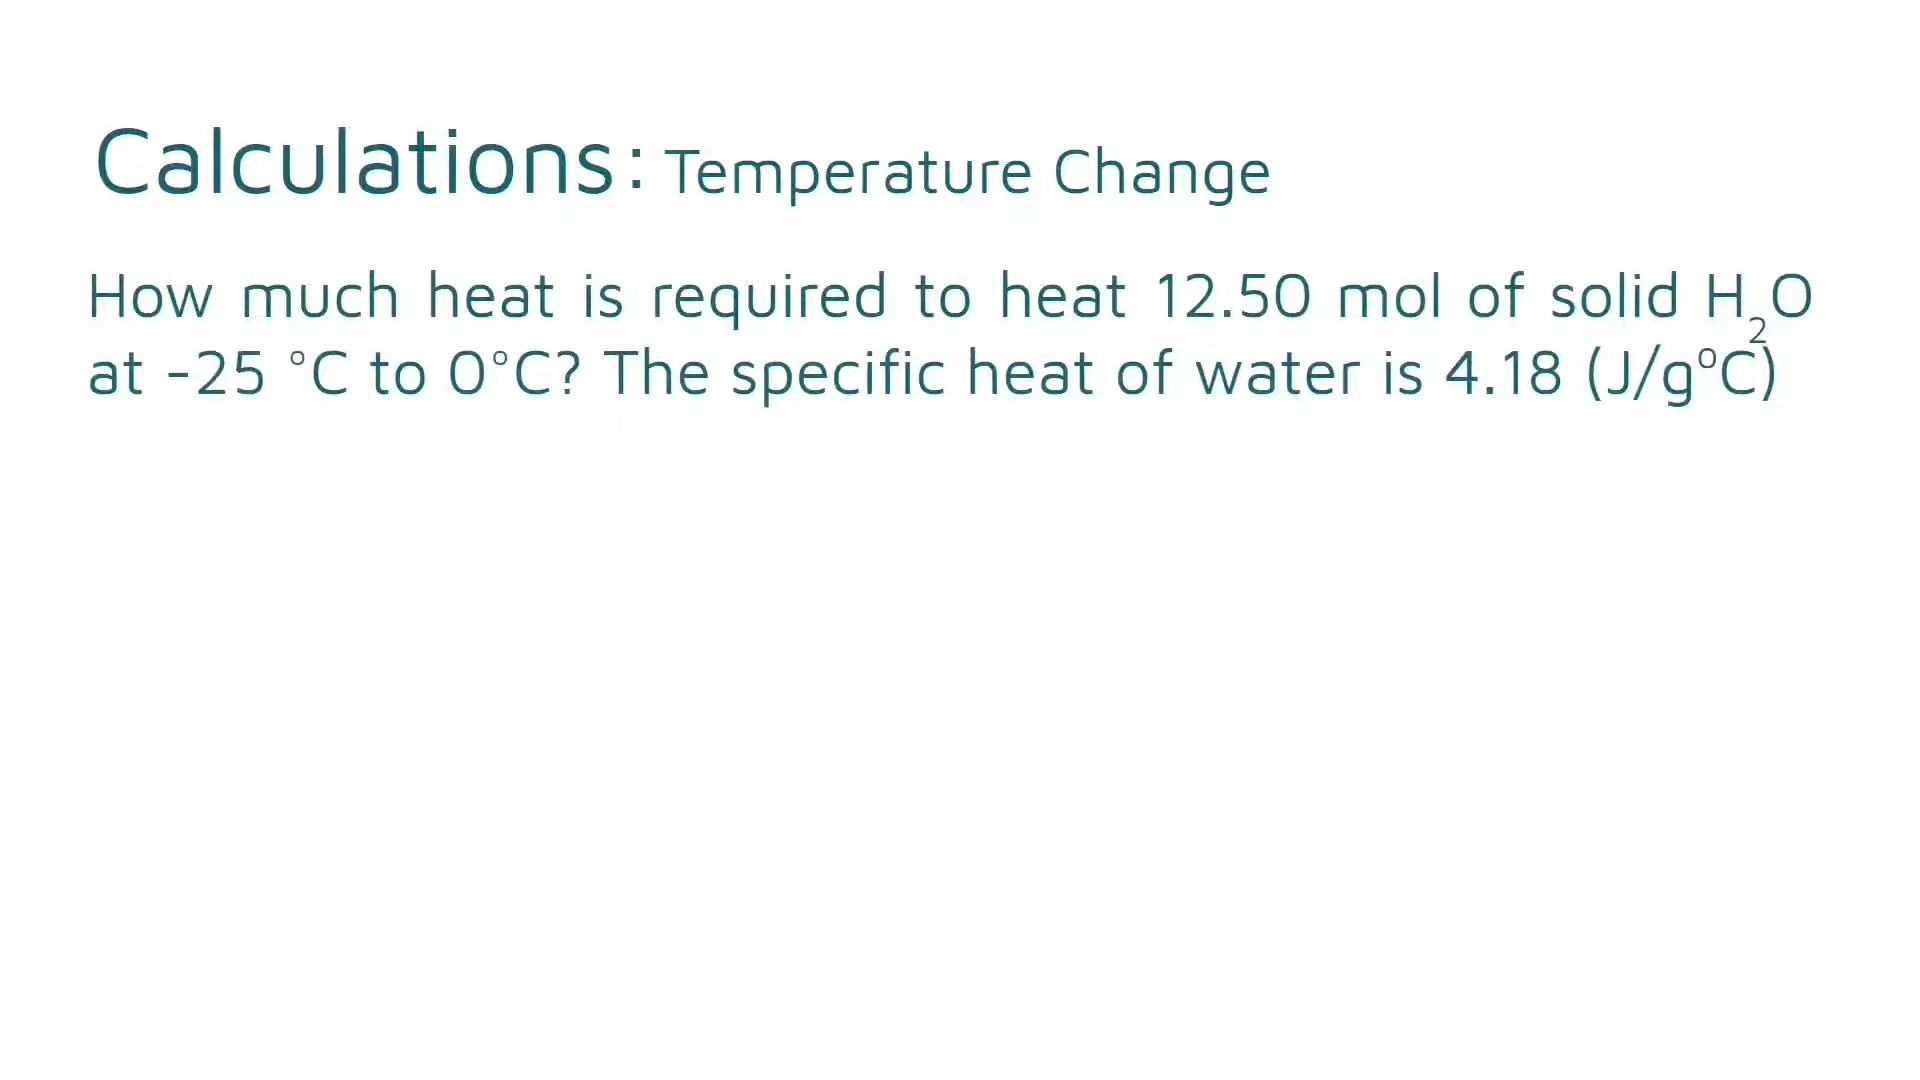 Calculations: Temperature Change
How much heat is required to heat 12.50 mol of solid H₂O
at -25 °C to 0°C? The specific heat of water is 4.18 (J/g°C)